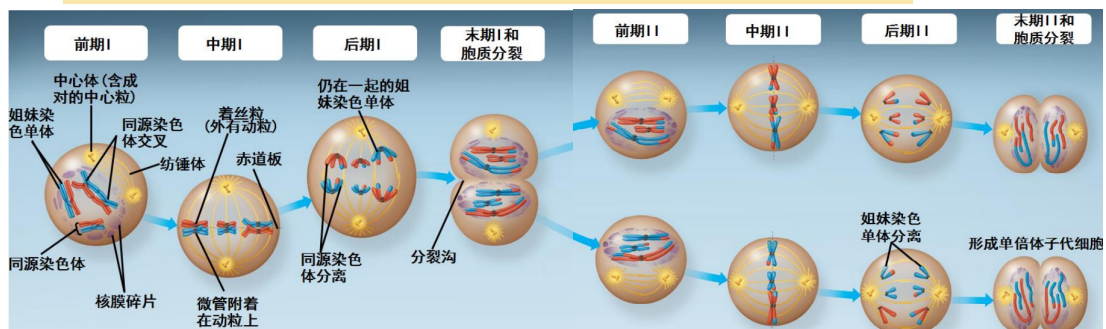 前期I
中期I
后期I
末期I和
胞质分裂
前期II
中期II
后期II
末期II和
胞质分裂
中心体(含成
对的中心粒)
姐妹染
色单体
同源染色
体交叉
纺锤体
同源染色体
核膜碎片
着丝粒
(外有动粒)
赤道板
微管附着
在动粒上
仍在一起的姐
妹染色单体
同源染色
体分离
分裂沟
姐妹染色
单体分离
形成单倍体子代细胞